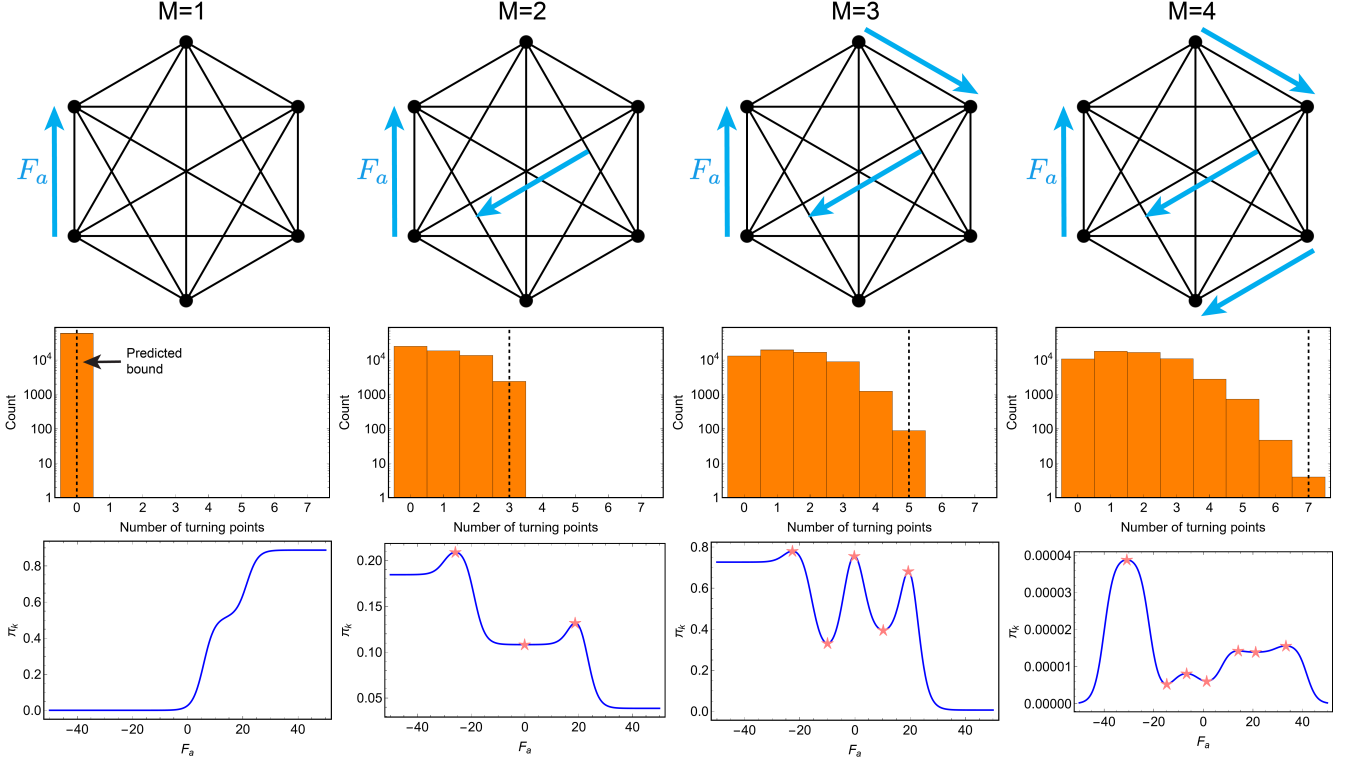 M=1
M=2
M=3
M=4
F_a
F_a
F_a
F_a
Predicted
bound
Count
10^4
1000
100
10
1
0 1 2 3 4 5 6 7
Number of turning points
Count
10^4
1000
100
10
1
0 1 2 3 4 5 6 7
Number of turning points
Count
10^4
1000
100
10
1
0 1 2 3 4 5 6 7
Number of turning points
Count
10^4
1000
100
10
1
0 1 2 3 4 5 6 7
Number of turning points
π_k
0.8
0.6
0.4
0.2
0.0
−40 −20 0 20 40
F_a
π_k
0.20
0.15
0.10
0.05
−40 −20 0 20 40
F_a
π_k
0.8
0.6
0.4
0.2
0.0
−40 −20 0 20 40
F_a
π_k
0.00004
0.00003
0.00002
0.00001
0.00000
−40 −20 0 20 40
F_a